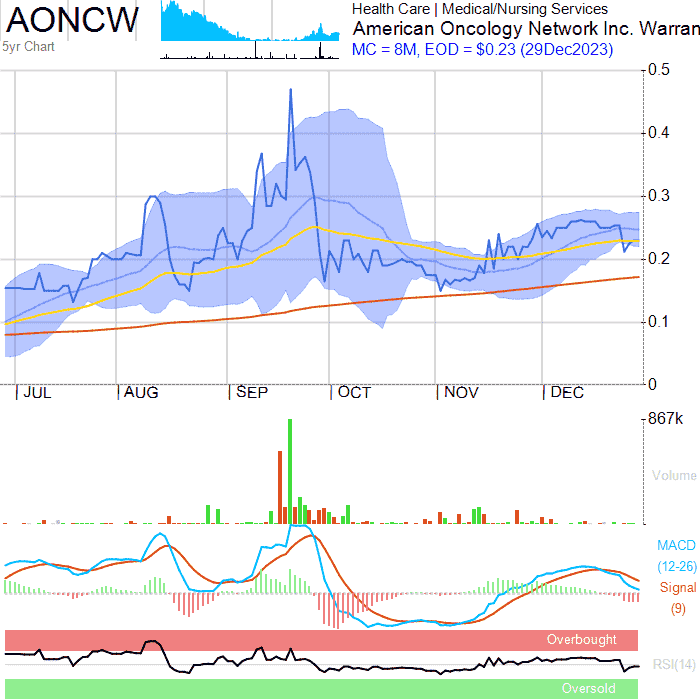 AONCW
5yr Chart
Health Care | Medical/Nursing Services
American Oncology Network Inc. Warran
MC = 8M, EOD = $0.23 (29Dec2023)
0.5
0.4
0.3
0.2
0.1
0
JUL AUG SEP OCT NOV DEC
867k
Volume
MACD
(12-26)
Signal
(9)
Overbought
RSI(14)
Oversold